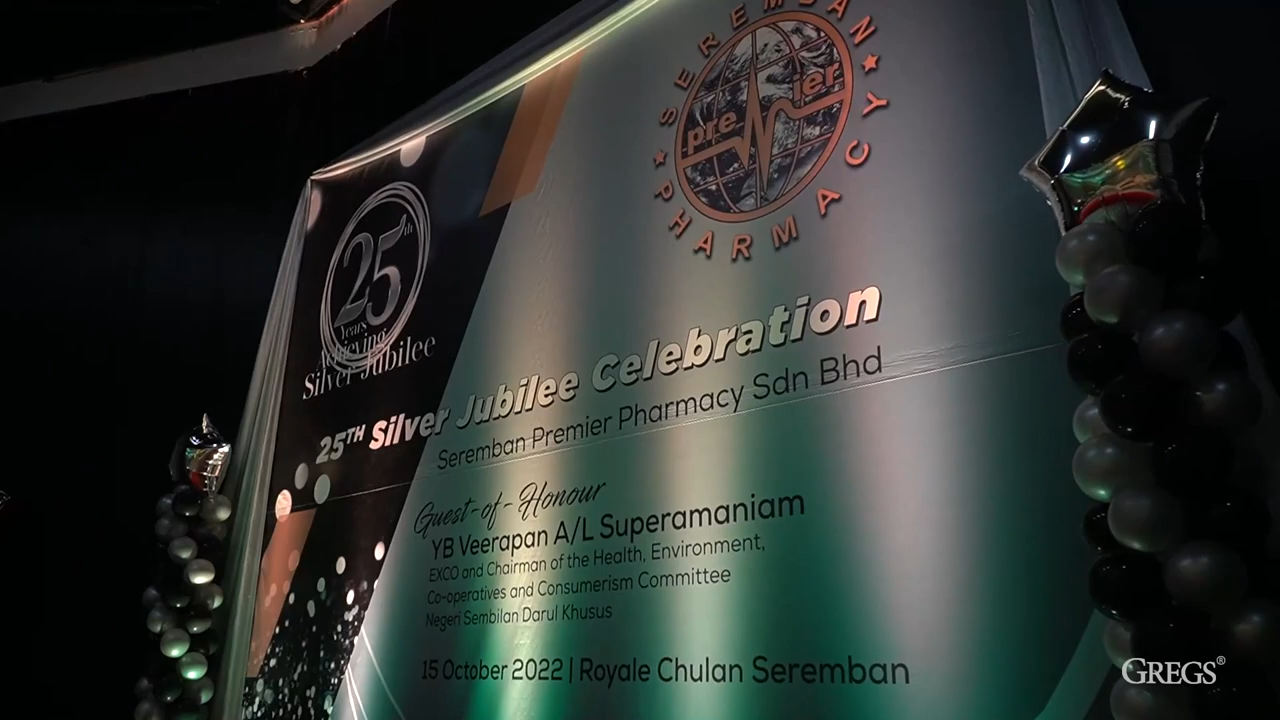 SEREMBAN
premier
PHARMACY
25th
Years
Achieving
Silver Jubilee
25TH Silver Jubilee Celebration
Seremban Premier Pharmacy Sdn Bhd
Guest-of-Honour
YB Veerapan A/L Superamaniam
EXCO and Chairman of the Health, Environment,
Co-operatives and Consumerism Committee
Negeri Sembilan Darul Khusus
15 October 2022 | Royale Chulan Seremban
GREGS®